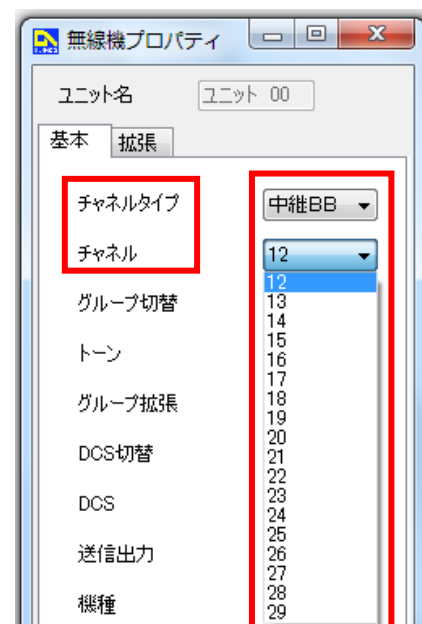 無線機プロパティ
ユニット名 ユニット 00
基本 拡張
チャネルタイプ 中継BB
チャネル 12
12
グループ切替 13
14
15
トーン 16
17
グループ拡張 18
19
20
DCS切替 21
22
DCS 23
24
25
送信出力 26
27
機種 28
29